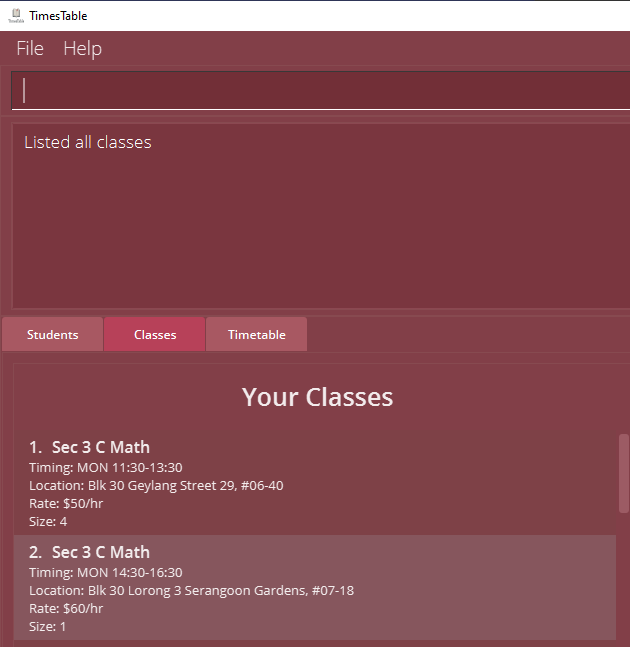 TimesTable
File Help
Listed all classes
Students Classes Timetable
Your Classes
1. Sec 3 C Math
Timing: MON 11:30-13:30
Location: Blk 30 Geylang Street 29, #06-40
Rate: $50/hr
Size: 4
2. Sec 3 C Math
Timing: MON 14:30-16:30
Location: Blk 30 Lorong 3 Serangoon Gardens, #07-18
Rate: $60/hr
Size: 1